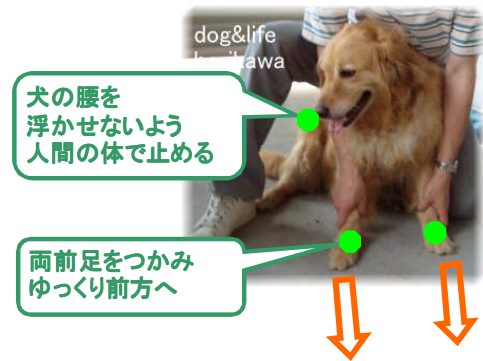 dog&life
犬の腰を
浮かせないよう
人間の体で止める
両前足をつかみ
ゆっくり前方へ